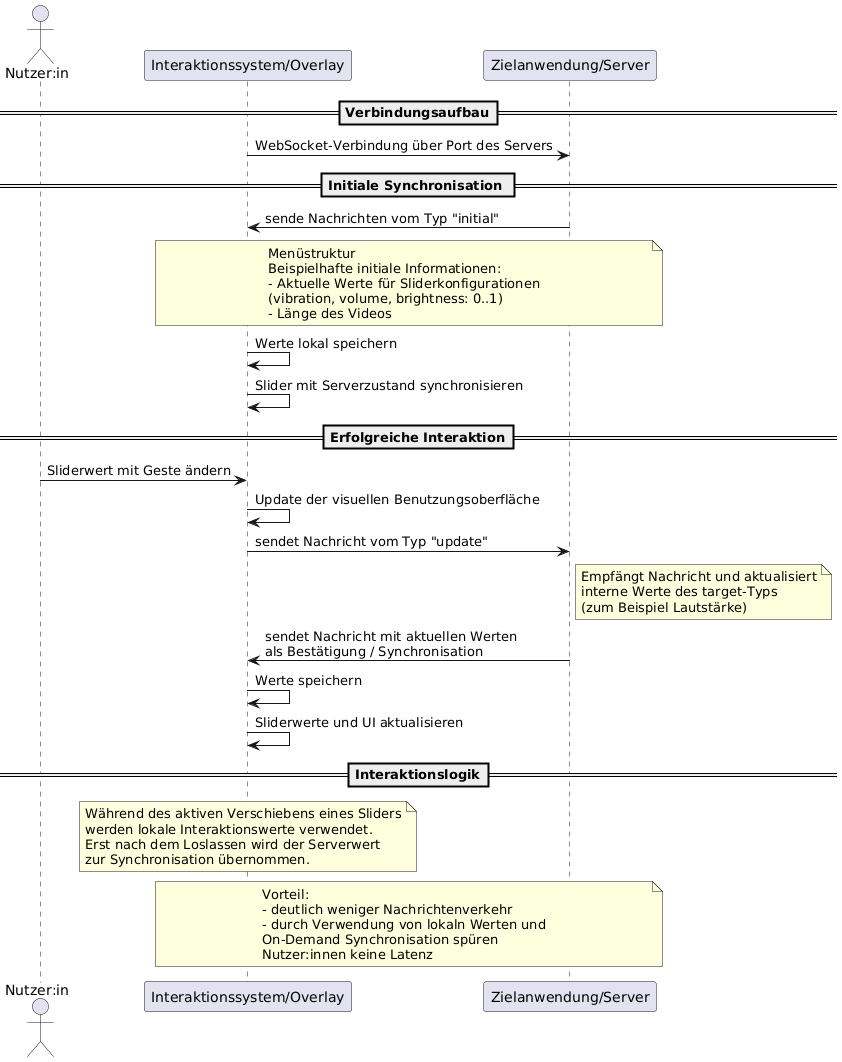 Nutzer:in
Interaktionssystem/Overlay
Zielanwendung/Server
Verbindungsaufbau
WebSocket-Verbindung über Port des Servers
Initiale Synchronisation
sende Nachrichten vom Typ "initial"
Menüstruktur
Beispielhafte initiale Informationen:
- Aktuelle Werte für Sliderkonfigurationen
(vibration, volume, brightness: 0..1)
- Länge des Videos
Werte lokal speichern
Slider mit Serverzustand synchronisieren
Erfolgreiche Interaktion
Sliderwert mit Geste ändern
Update der visuellen Benutzungsoberfläche
sendet Nachricht vom Typ "update"
Empfängt Nachricht und aktualisiert
interne Werte des target-Typs
(zum Beispiel Lautstärke)
sendet Nachricht mit aktuellen Werten
als Bestätigung / Synchronisation
Werte speichern
Sliderwerte und UI aktualisieren
Interaktionslogik
Während des aktiven Verschiebens eines Sliders
werden lokale Interaktionswerte verwendet.
Erst nach dem Loslassen wird der Serverwert
zur Synchronisation übernommen.
Vorteil:
- deutlich weniger Nachrichtenverkehr
- durch Verwendung von lokaln Werten und
On-Demand Synchronisation spüren
Nutzer:innen keine Latenz
Nutzer:in
Interaktionssystem/Overlay
Zielanwendung/Server